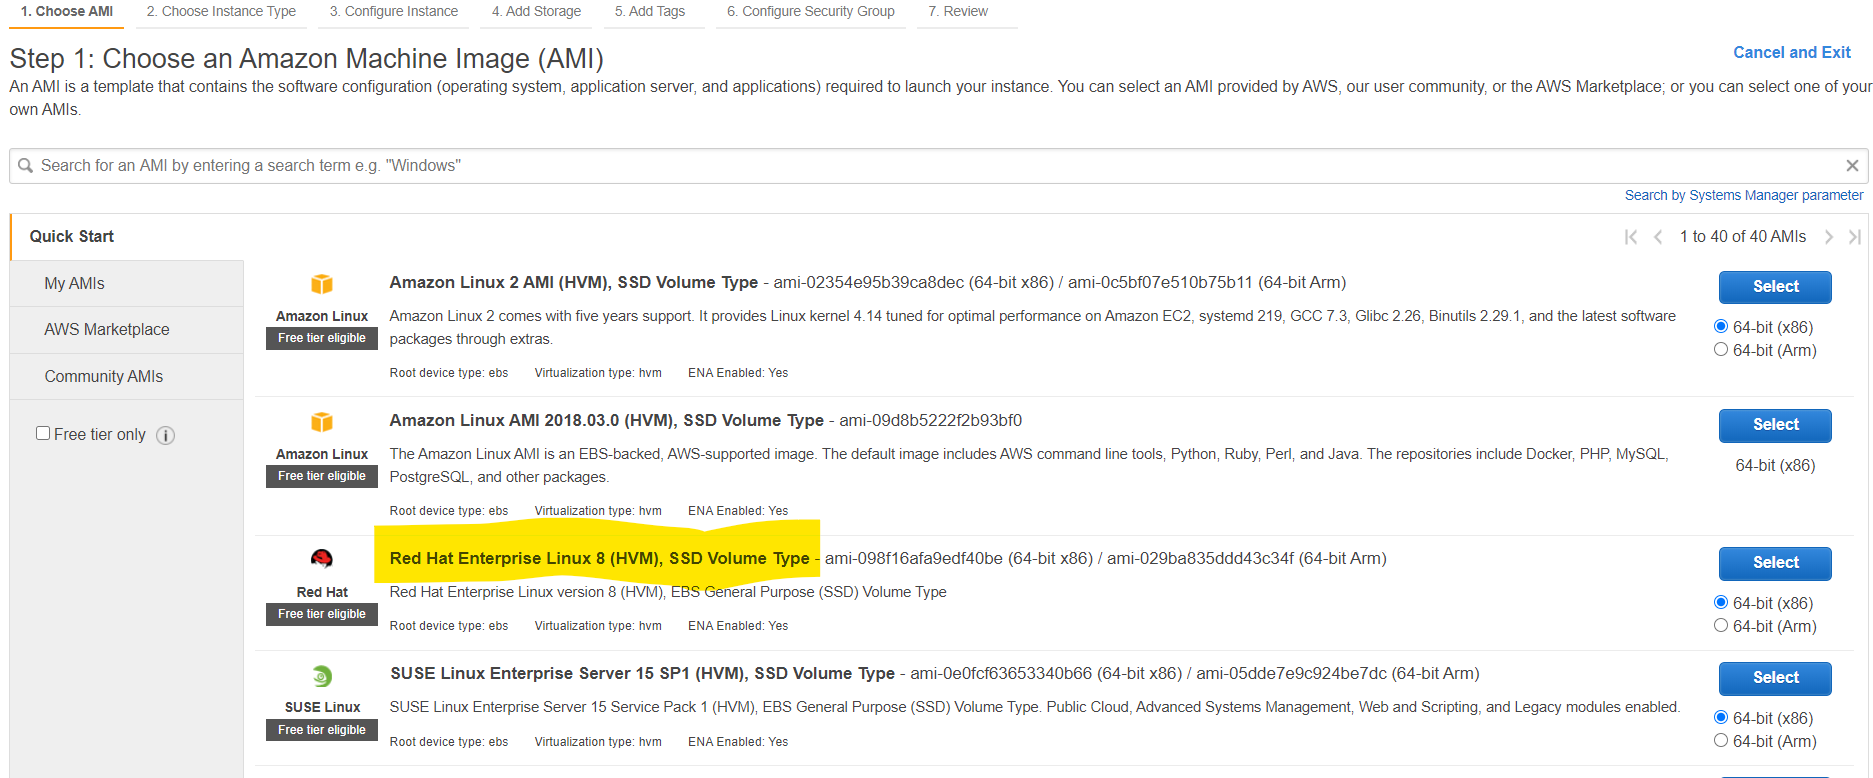 1. Choose AMI 2. Choose Instance Type 3. Configure Instance 4. Add Storage 5. Add Tags 6. Configure Security Group 7. Review
Step 1: Choose an Amazon Machine Image (AMI)
Cancel and Exit
An AMI is a template that contains the software configuration (operating system, application server, and applications) required to launch your instance. You can select an AMI provided by AWS, our user community, or the AWS Marketplace; or you can select one of your
own AMIs.
Search for an AMI by entering a search term e.g. "Windows"
Search by Systems Manager parameter
Quick Start
1 to 40 of 40 AMIs
My AMIs
AWS Marketplace
Community AMIs
Free tier only
Amazon Linux
Free tier eligible
Amazon Linux 2 AMI (HVM), SSD Volume Type - ami-02354e95b39ca8dec (64-bit x86) / ami-0c5bf07e510b75b11 (64-bit Arm)
Amazon Linux 2 comes with five years support. It provides Linux kernel 4.14 tuned for optimal performance on Amazon EC2, systemd 219, GCC 7.3, Glibc 2.26, Binutils 2.29.1, and the latest software
packages through extras.
Root device type: ebs Virtualization type: hvm ENA Enabled: Yes
Select
64-bit (x86)
64-bit (Arm)
Amazon Linux
Free tier eligible
Amazon Linux AMI 2018.03.0 (HVM), SSD Volume Type - ami-09d8b5222f2b93bf0
The Amazon Linux AMI is an EBS-backed, AWS-supported image. The default image includes AWS command line tools, Python, Ruby, Perl, and Java. The repositories include Docker, PHP, MySQL,
PostgreSQL, and other packages.
Root device type: ebs Virtualization type: hvm ENA Enabled: Yes
Select
64-bit (x86)
Red Hat
Free tier eligible
Red Hat Enterprise Linux 8 (HVM), SSD Volume Type - ami-098f16afa9edf40be (64-bit x86) / ami-029ba835ddd43c34f (64-bit Arm)
Red Hat Enterprise Linux version 8 (HVM), EBS General Purpose (SSD) Volume Type
Root device type: ebs Virtualization type: hvm ENA Enabled: Yes
Select
64-bit (x86)
64-bit (Arm)
SUSE Linux
Free tier eligible
SUSE Linux Enterprise Server 15 SP1 (HVM), SSD Volume Type - ami-0e0fcf63653340b66 (64-bit x86) / ami-05dde7e9c924be7dc (64-bit Arm)
SUSE Linux Enterprise Server 15 Service Pack 1 (HVM), EBS General Purpose (SSD) Volume Type. Public Cloud, Advanced Systems Management, Web and Scripting, and Legacy modules enabled.
Root device type: ebs Virtualization type: hvm ENA Enabled: Yes
Select
64-bit (x86)
64-bit (Arm)